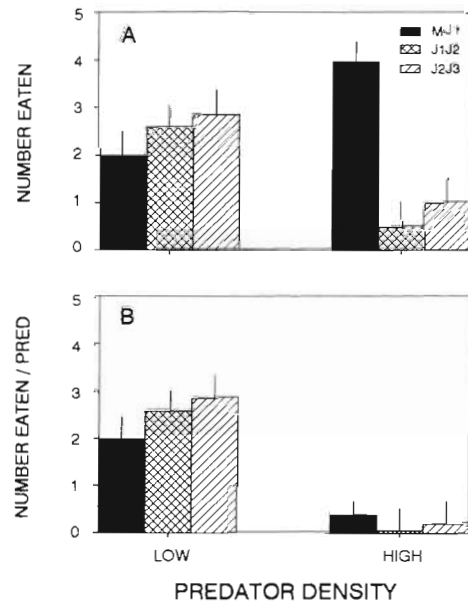 A
M-J1
J1J2
J2J3
NUMBER EATEN
5
4
3
2
1
0
B
NUMBER EATEN / PRED
5
4
3
2
1
0
LOW
HIGH
PREDATOR DENSITY